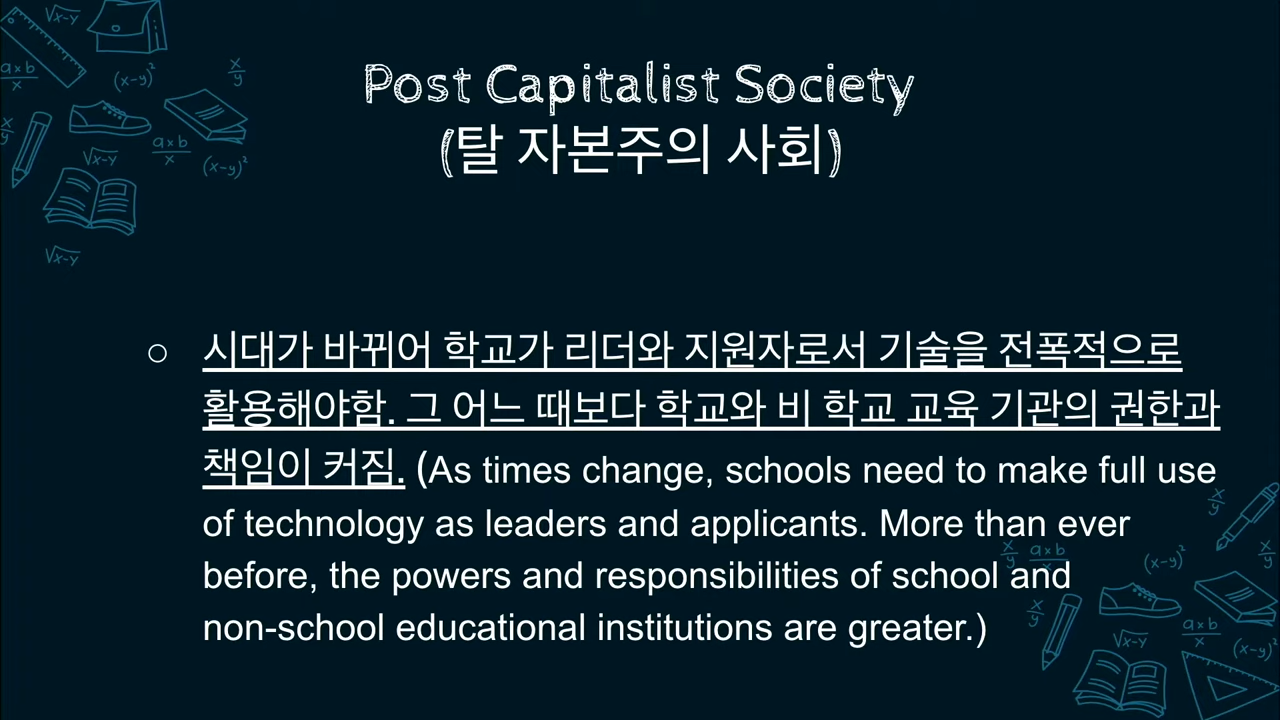 Post Capitalist Society
(탈 자본주의 사회)
시대가 바뀌어 학교가 리더와 지원자로서 기술을 전폭적으로
활용해야함. 그 어느 때보다 학교와 비 학교 교육 기관의 권한과
책임이 커짐. (As times change, schools need to make full use
of technology as leaders and applicants. More than ever
before, the powers and responsibilities of school and
non-school educational institutions are greater.)
√x-y
a×b
x
(x-y)²
x
y
x
y
√x-y
a×b
x
(x-y)²
√x-y
x
y
x
y
a×b
x
(x-y)²
x
y
x
y
√x-y
a×b
x
(x-y)²